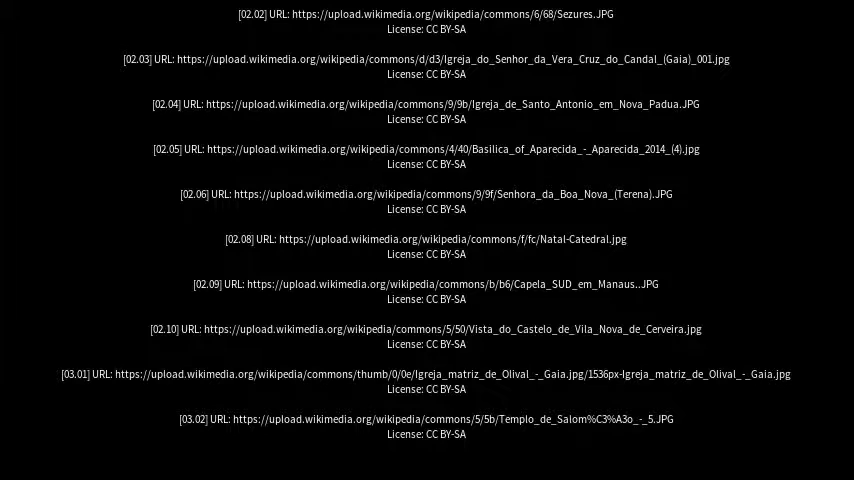 [02.02] URL: https://upload.wikimedia.org/wikipedia/commons/6/68/Sezures.JPG
License: CC BY-SA
[02.03] URL: https://upload.wikimedia.org/wikipedia/commons/d/d3/Igreja_do_Senhor_da_Vera_Cruz_do_Candal_(Gaia)_001.jpg
License: CC BY-SA
[02.04] URL: https://upload.wikimedia.org/wikipedia/commons/9/9b/Igreja_de_Santo_Antonio_em_Nova_Padua.JPG
License: CC BY-SA
[02.05] URL: https://upload.wikimedia.org/wikipedia/commons/4/40/Basilica_of_Aparecida_-_Aparecida_2014_(4).jpg
License: CC BY-SA
[02.06] URL: https://upload.wikimedia.org/wikipedia/commons/9/9f/Senhora_da_Boa_Nova_(Terena).JPG
License: CC BY-SA
[02.08] URL: https://upload.wikimedia.org/wikipedia/commons/f/fc/Natal-Catedral.jpg
License: CC BY-SA
[02.09] URL: https://upload.wikimedia.org/wikipedia/commons/b/b6/Capela_SUD_em_Manaus..JPG
License: CC BY-SA
[02.10] URL: https://upload.wikimedia.org/wikipedia/commons/5/50/Vista_do_Castelo_de_Vila_Nova_de_Cerveira.jpg
License: CC BY-SA
[03.01] URL: https://upload.wikimedia.org/wikipedia/commons/thumb/0/0e/Igreja_matriz_de_Olival_-_Gaia.jpg/1536px-Igreja_matriz_de_Olival_-_Gaia.jpg
License: CC BY-SA
[03.02] URL: https://upload.wikimedia.org/wikipedia/commons/5/5b/Templo_de_Salom%C3%A3o_-_5.JPG
License: CC BY-SA